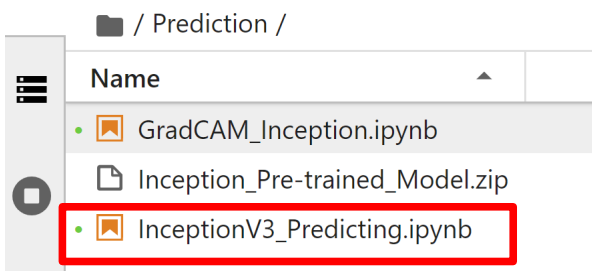 / Prediction /
Name
GradCAM_Inception.ipynb
Inception_Pre-trained_Model.zip
InceptionV3_Predicting.ipynb